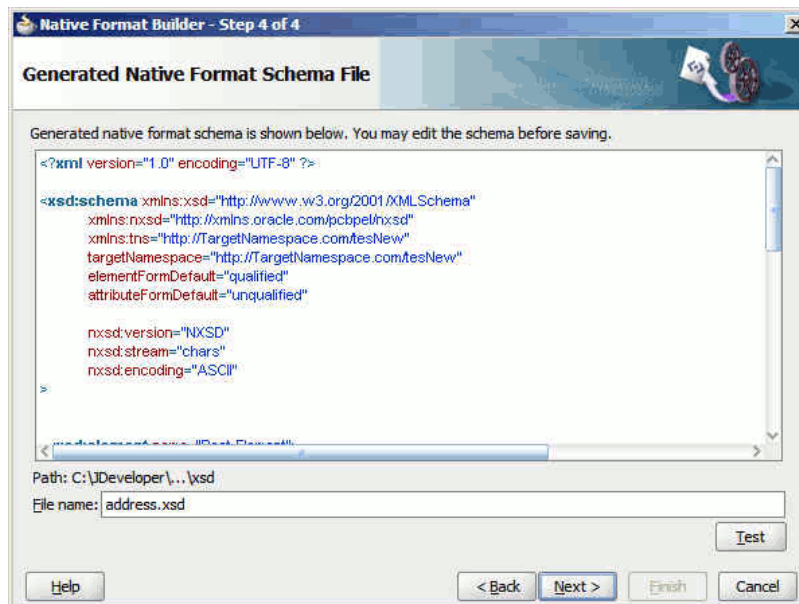 Native Format Builder - Step 4 of 4
Generated Native Format Schema File
Generated native format schema is shown below. You may edit the schema before saving.
<?xml version="1.0" encoding="UTF-8" ?>
<xsd:schema xmlns:xsd="http://www.w3.org/2001/XMLSchema"
xmlns:nxsd="http://xmlns.oracle.com/pcbpel/nxsd"
xmlns:tns="http://TargetNamespace.com/tesNew"
targetNamespace="http://TargetNamespace.com/tesNew"
elementFormDefault="qualified"
attributeFormDefault="unqualified"
nxsd:version="NXSD"
nxsd:stream="chars"
nxsd:encoding="ASCII"
>
Path: C:\JDeveloper\...\xsd
File name: address.xsd
Test
Help
< Back
Next >
Finish
Cancel